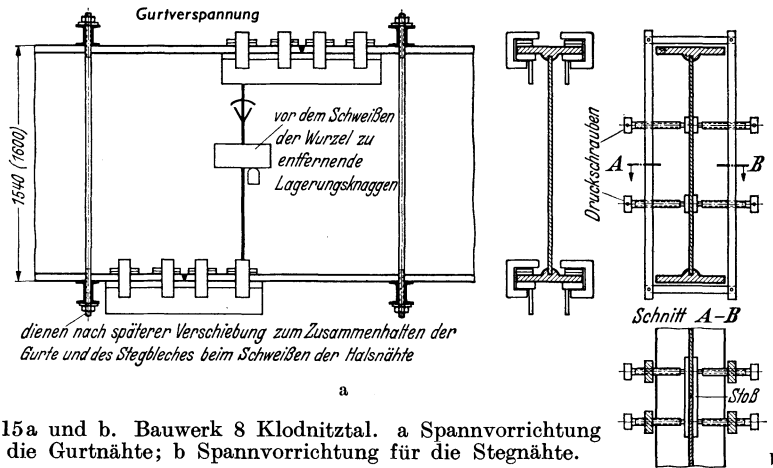 Gurtverspannung
1540 (1600)
vor dem Schweißen
der Wurzel zu
entfernende
Lagerungsknaggen
dienen nach späterer Verschiebung zum Zusammenhalten der
Gurte und des Stegbleches beim Schweißen der Halsnähte
a
Druckschrauben
A
B
Schnitt A-B
Stoß
15a und b. Bauwerk 8 Klodnitztal. a Spannvorrichtung
die Gurtnähte; b Spannvorrichtung für die Stegnähte.